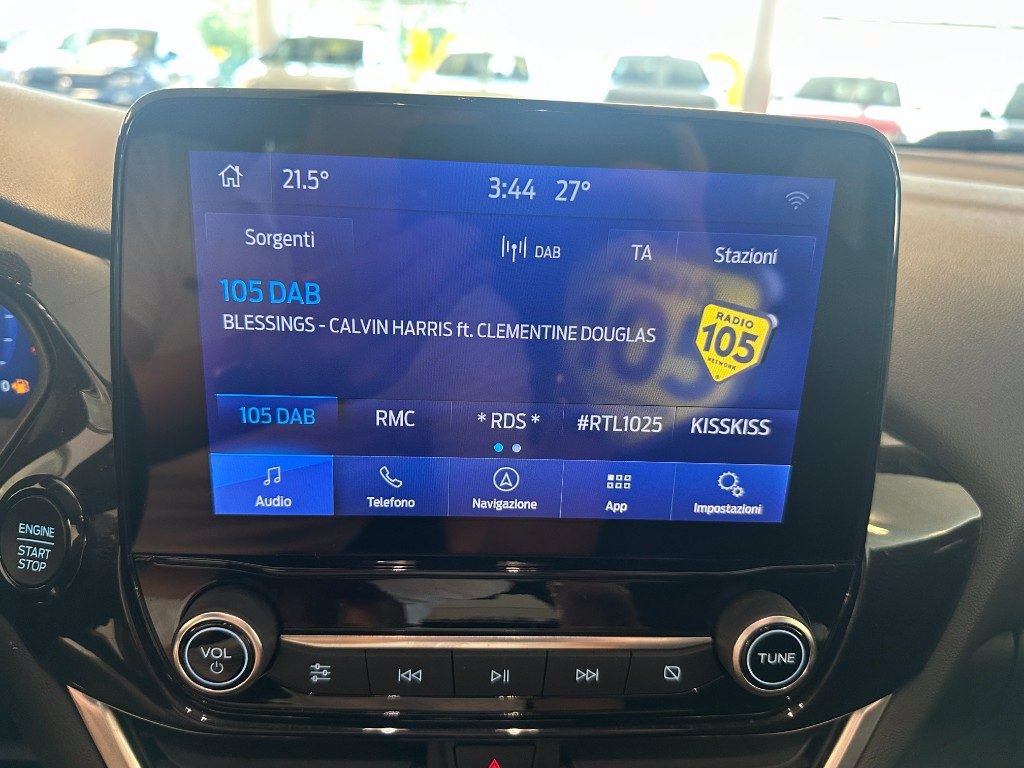 21.5° 3:44 27°
Sorgenti DAB TA Stazioni
105 DAB
BLESSINGS - CALVIN HARRIS ft. CLEMENTINE DOUGLAS
RADIO
105
NETWORK
105 DAB RMC * RDS * #RTL1025 KISSKISS
Audio Telefono Navigazione App Impostazioni
ENGINE
START
STOP
VOL
TUNE